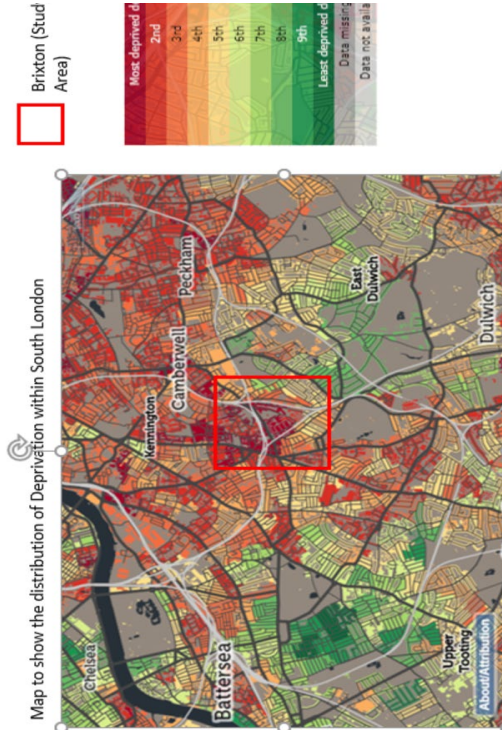 Map to show the distribution of Deprivation within South London
Chelsea
Battersea
Kennington
Camberwell
Peckham
East
Dulwich
Dulwich
Upper
Tooting
About/Attribution
Brixton (Stud
Area)
Most deprived d
2nd
3rd
4th
5th
6th
7th
8th
9th
Least deprived d
Data missing
Data not availa